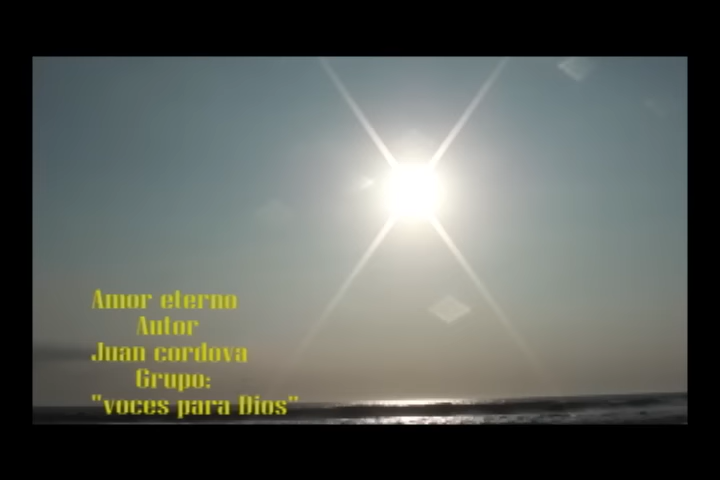 Amor eterno
Autor
Juan cordova
Grupo:
"voces para Dios"